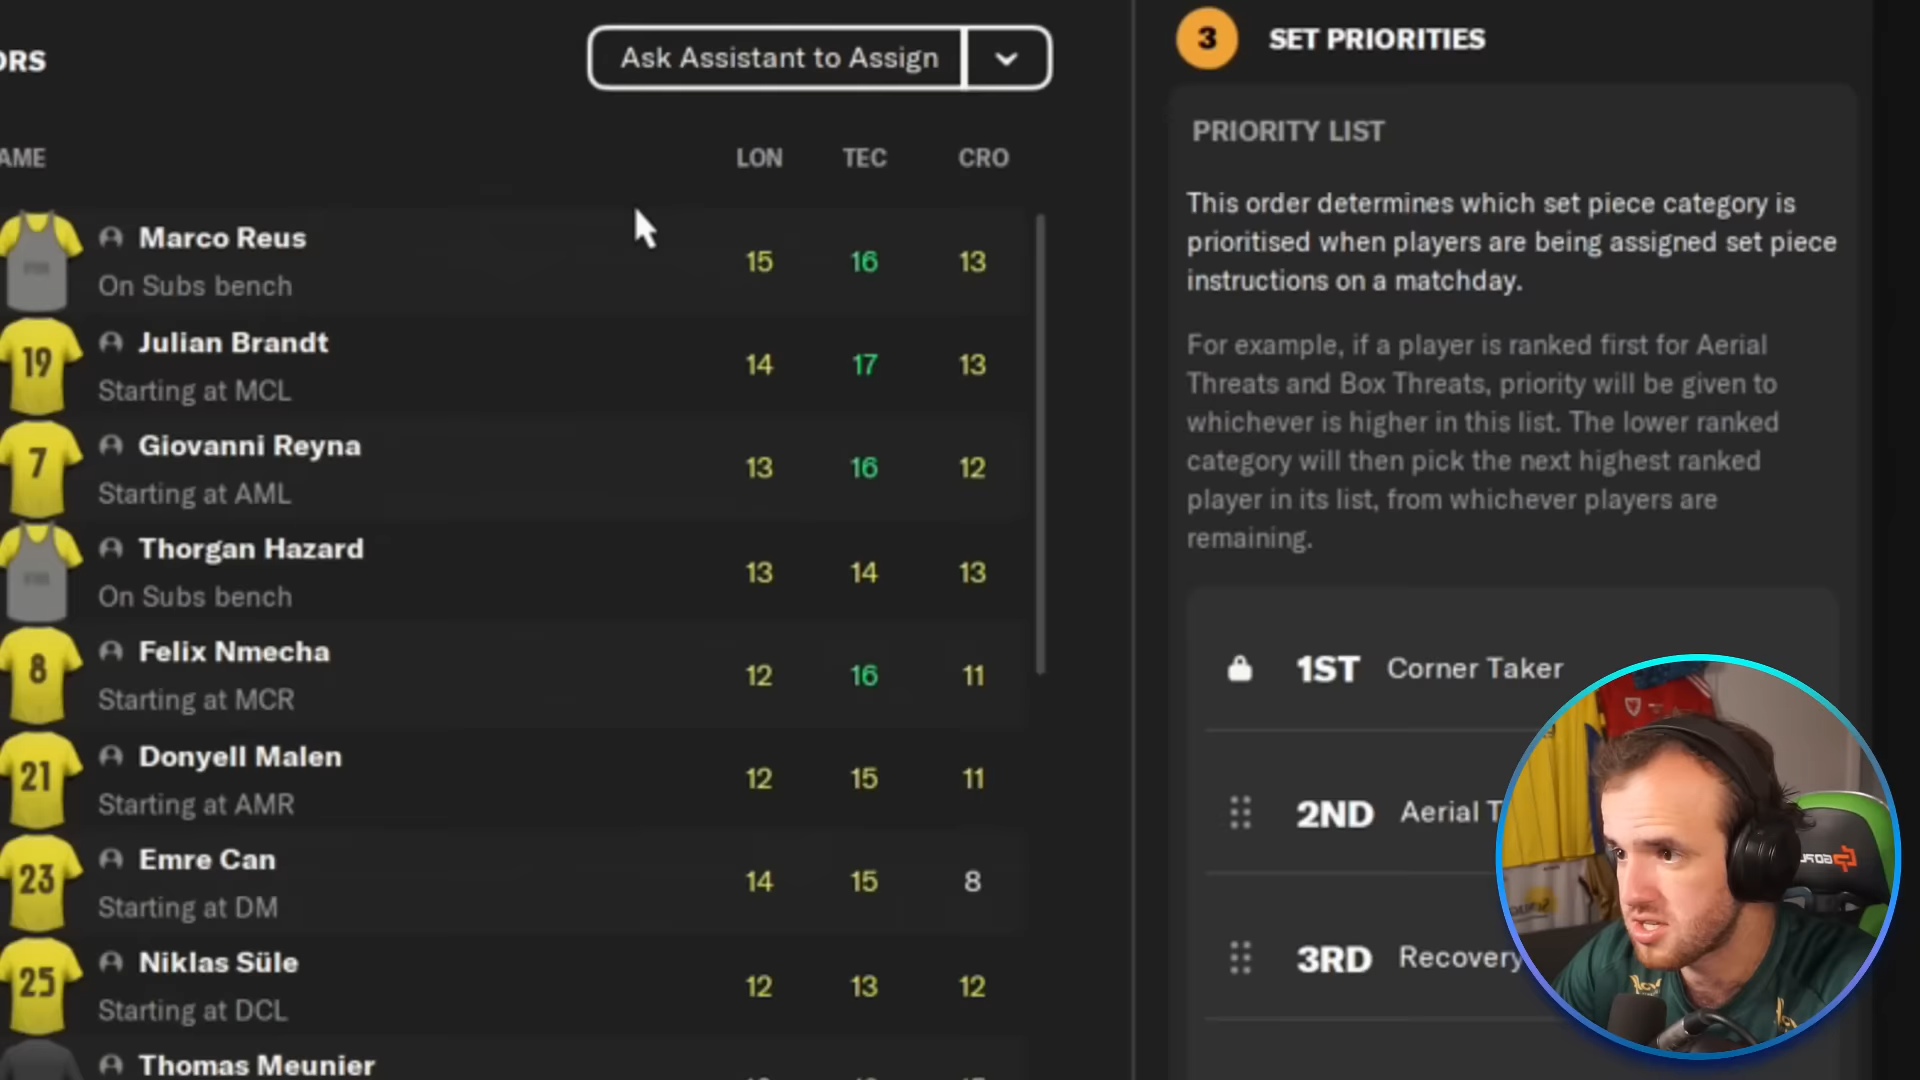 ORS
Ask Assistant to Assign
AME LON TEC CRO
Marco Reus
On Subs bench
15 16 13
19
Julian Brandt
Starting at MCL
14 17 13
7
Giovanni Reyna
Starting at AML
13 16 12
Thorgan Hazard
On Subs bench
13 14 13
8
Felix Nmecha
Starting at MCR
12 16 11
21
Donyell Malen
Starting at AMR
12 15 11
23
Emre Can
Starting at DM
14 15 8
25
Niklas Süle
Starting at DCL
12 13 12
Thomas Meunier
3 SET PRIORITIES
PRIORITY LIST
This order determines which set piece category is
prioritised when players are being assigned set piece
instructions on a matchday.
For example, if a player is ranked first for Aerial
Threats and Box Threats, priority will be given to
whichever is higher in this list. The lower ranked
category will then pick the next highest ranked
player in its list, from whichever players are
remaining.
1ST Corner Taker
2ND Aerial T
3RD Recovery